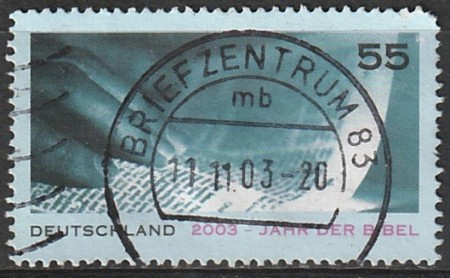 55
BRIEFZENTRUM 83
mb
11.11.03-20
DEUTSCHLAND 2003 - JAHR DER BIBEL